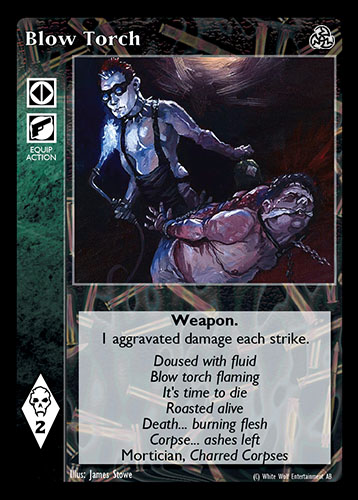 Blow Torch
EQUIP
ACTION
Weapon.
1 aggravated damage each strike.
Doused with fluid
Blow torch flaming
It's time to die
Roasted alive
Death... burning flesh
Corpse... ashes left
Mortician, Charred Corpses
2
Illus: James Stowe
(C) White Wolf Entertainment AB